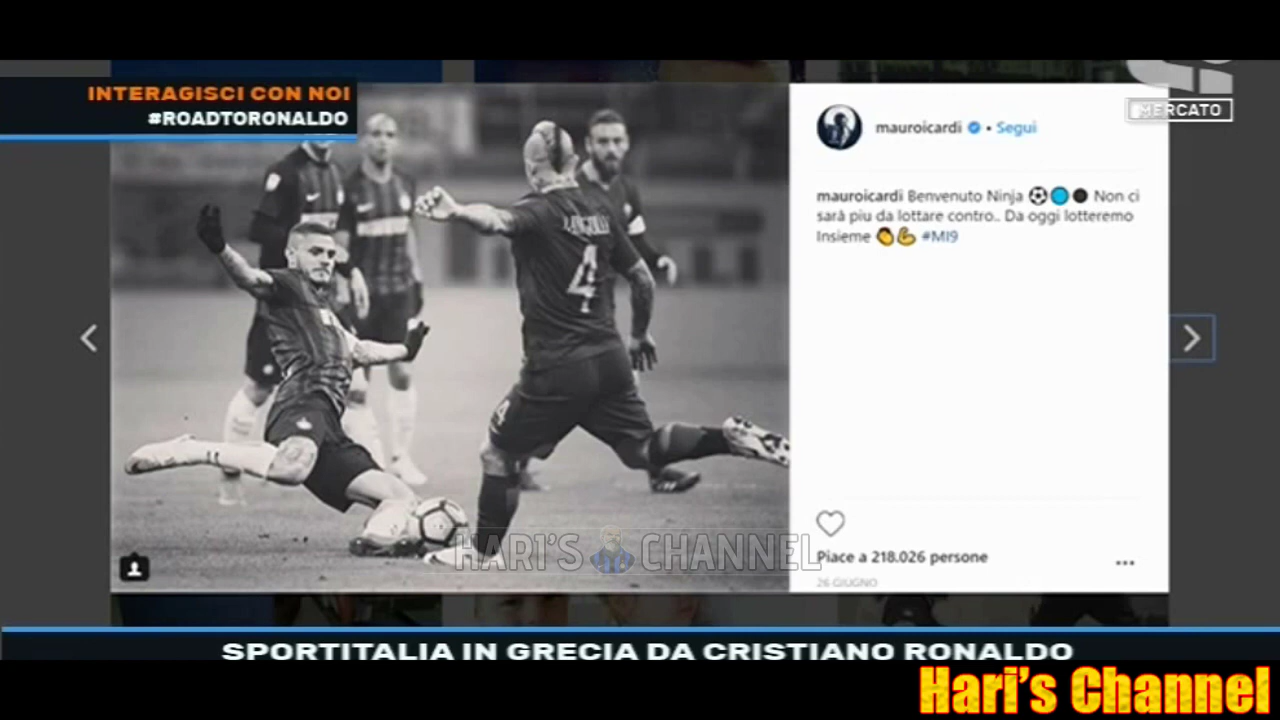 INTERAGISCI CON NOI
#ROADTORONALDO
MERCATO
mauroicardi • Segui
mauroicardi Benvenuto Ninja ⚽🔵⚫ Non ci
sarà piu da lottare contro.. Da oggi lotteremo
Insieme 👏💪 #MI9
4
4
HARI'S CHANNEL
Piace a 218.026 persone
26 GIUGNO
SPORTITALIA IN GRECIA DA CRISTIANO RONALDO
Hari's Channel